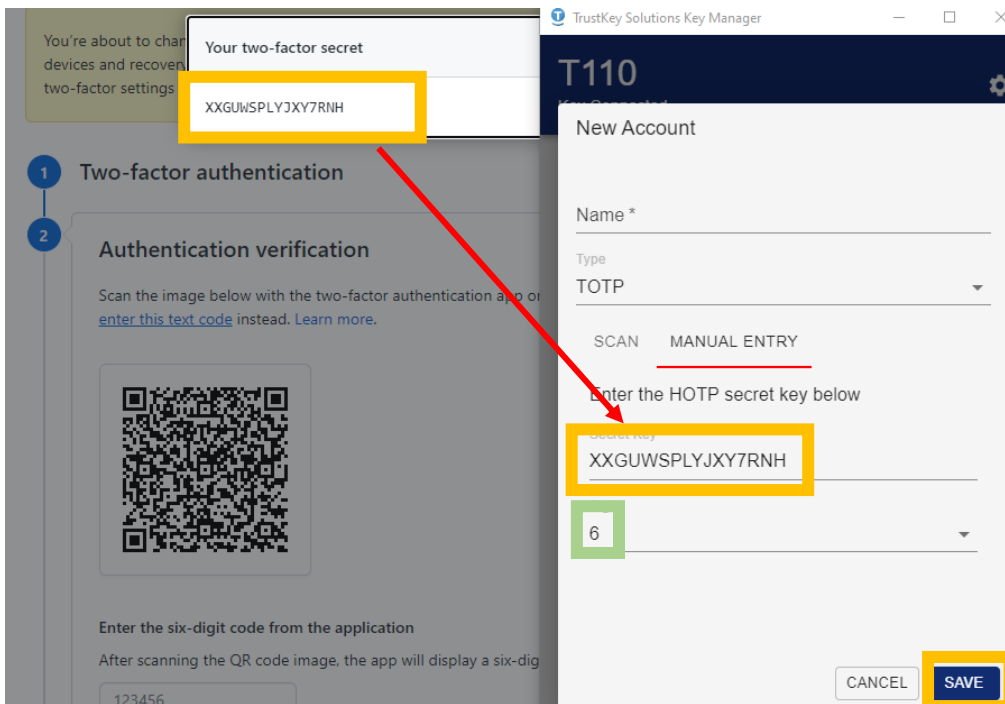 You're about to chan
devices and recover
two-factor settings
Your two-factor secret
XXGUWSPLYJXY7RNH
1
Two-factor authentication
2
Authentication verification
Scan the image below with the two-factor authentication app or
enter this text code instead. Learn more.
Enter the six-digit code from the application
After scanning the QR code image, the app will display a six-dig
123456
TrustKey Solutions Key Manager
T110
Key Connected
New Account
Name *
Type
TOTP
SCAN MANUAL ENTRY
Enter the HOTP secret key below
Secret Key
XXGUWSPLYJXY7RNH
6
CANCEL SAVE